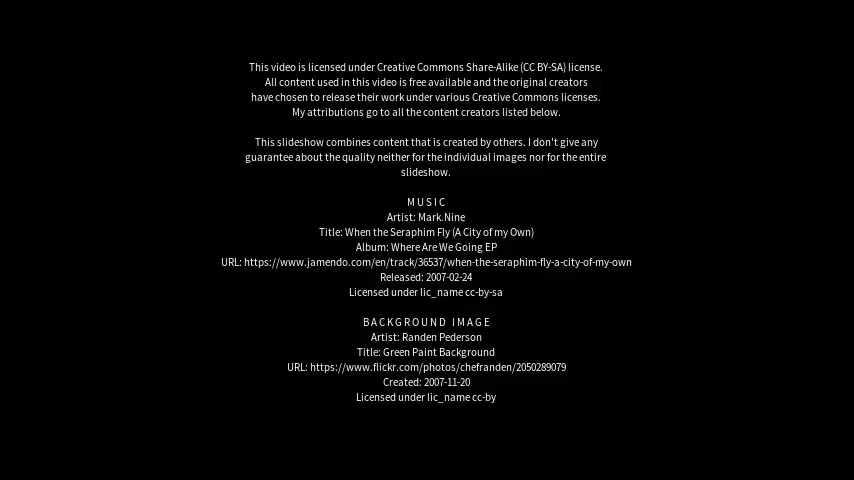 This video is licensed under Creative Commons Share-Alike (CC BY-SA) license.
All content used in this video is free available and the original creators
have chosen to release their work under various Creative Commons licenses.
My attributions go to all the content creators listed below.
This slideshow combines content that is created by others. I don't give any
guarantee about the quality neither for the individual images nor for the entire
slideshow.
MUSIC
Artist: Mark.Nine
Title: When the Seraphim Fly (A City of my Own)
Album: Where Are We Going EP
URL: https://www.jamendo.com/en/track/36537/when-the-seraphim-fly-a-city-of-my-own
Released: 2007-02-24
Licensed under lic_name cc-by-sa
BACKGROUND IMAGE
Artist: Randen Pederson
Title: Green Paint Background
URL: https://www.flickr.com/photos/chefranden/2050289079
Created: 2007-11-20
Licensed under lic_name cc-by